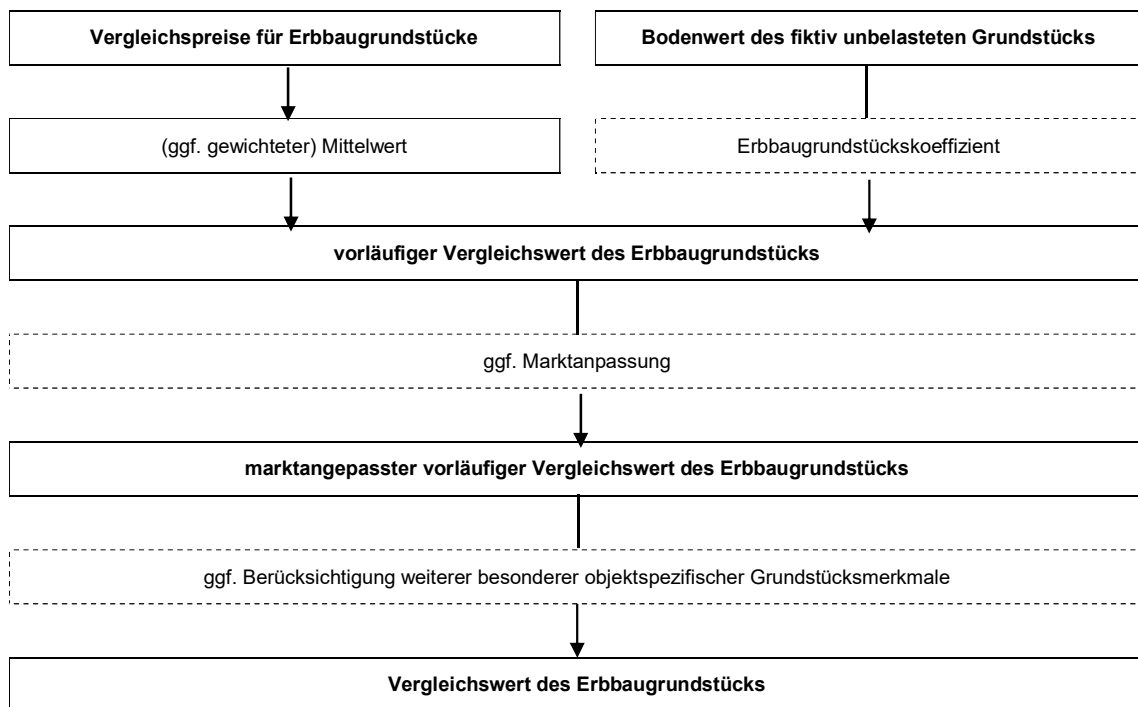 Vergleichspreise für Erbbaugrundstücke
Bodenwert des fiktiv unbelasteten Grundstücks
(ggf. gewichteter) Mittelwert
Erbbaugrundstückskoeffizient
vorläufiger Vergleichswert des Erbbaugrundstücks
ggf. Marktanpassung
marktangepasster vorläufiger Vergleichswert des Erbbaugrundstücks
ggf. Berücksichtigung weiterer besonderer objektspezifischer Grundstücksmerkmale
Vergleichswert des Erbbaugrundstücks